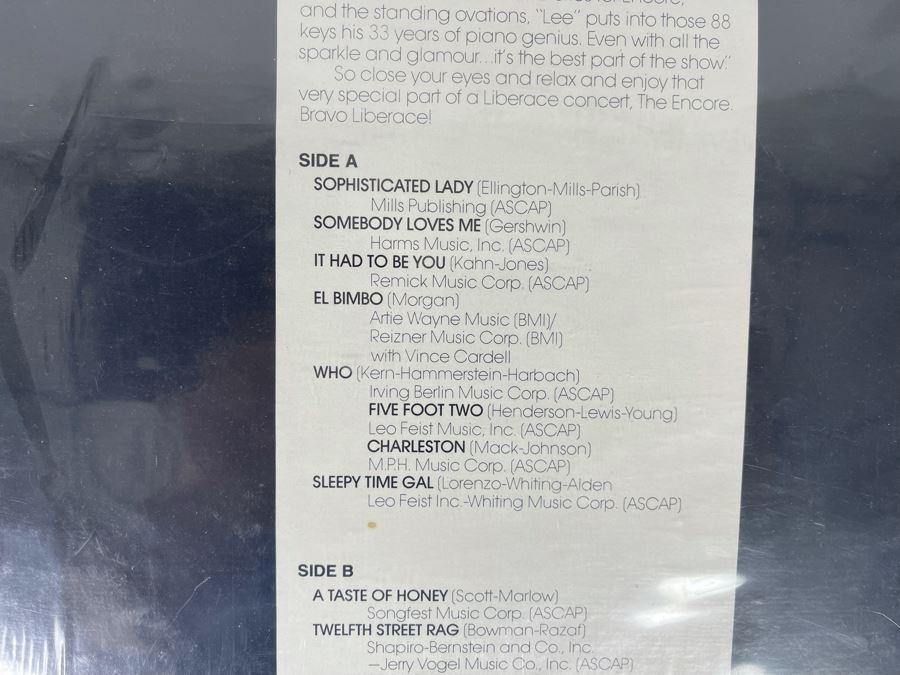 and the standing ovations, "Lee" puts into those 88
keys his 33 years of piano genius. Even with all the
sparkle and glamour...it's the best part of the show."
So close your eyes and relax and enjoy that
very special part of a Liberace concert, The Encore.
Bravo Liberace!
SIDE A
SOPHISTICATED LADY (Ellington-Mills-Parish)
Mills Publishing (ASCAP)
SOMEBODY LOVES ME (Gershwin)
Harms Music, Inc. (ASCAP)
IT HAD TO BE YOU (Kahn-Jones)
Remick Music Corp. (ASCAP)
EL BIMBO (Morgan)
Artie Wayne Music (BMI)/
Reizner Music Corp. (BMI)
with Vince Cardell
WHO (Kern-Hammerstein-Harbach)
Irving Berlin Music Corp. (ASCAP)
FIVE FOOT TWO (Henderson-Lewis-Young)
Leo Feist Music, Inc. (ASCAP)
CHARLESTON (Mack-Johnson)
M.P.H. Music Corp. (ASCAP)
SLEEPY TIME GAL (Lorenzo-Whiting-Alden
Leo Feist Inc.-Whiting Music Corp. (ASCAP)
SIDE B
A TASTE OF HONEY (Scott-Marlow)
Songfest Music Corp. (ASCAP)
TWELFTH STREET RAG (Bowman-Razaf)
Shapiro-Bernstein and Co., Inc.
—Jerry Vogel Music Co., Inc. (ASCAP)